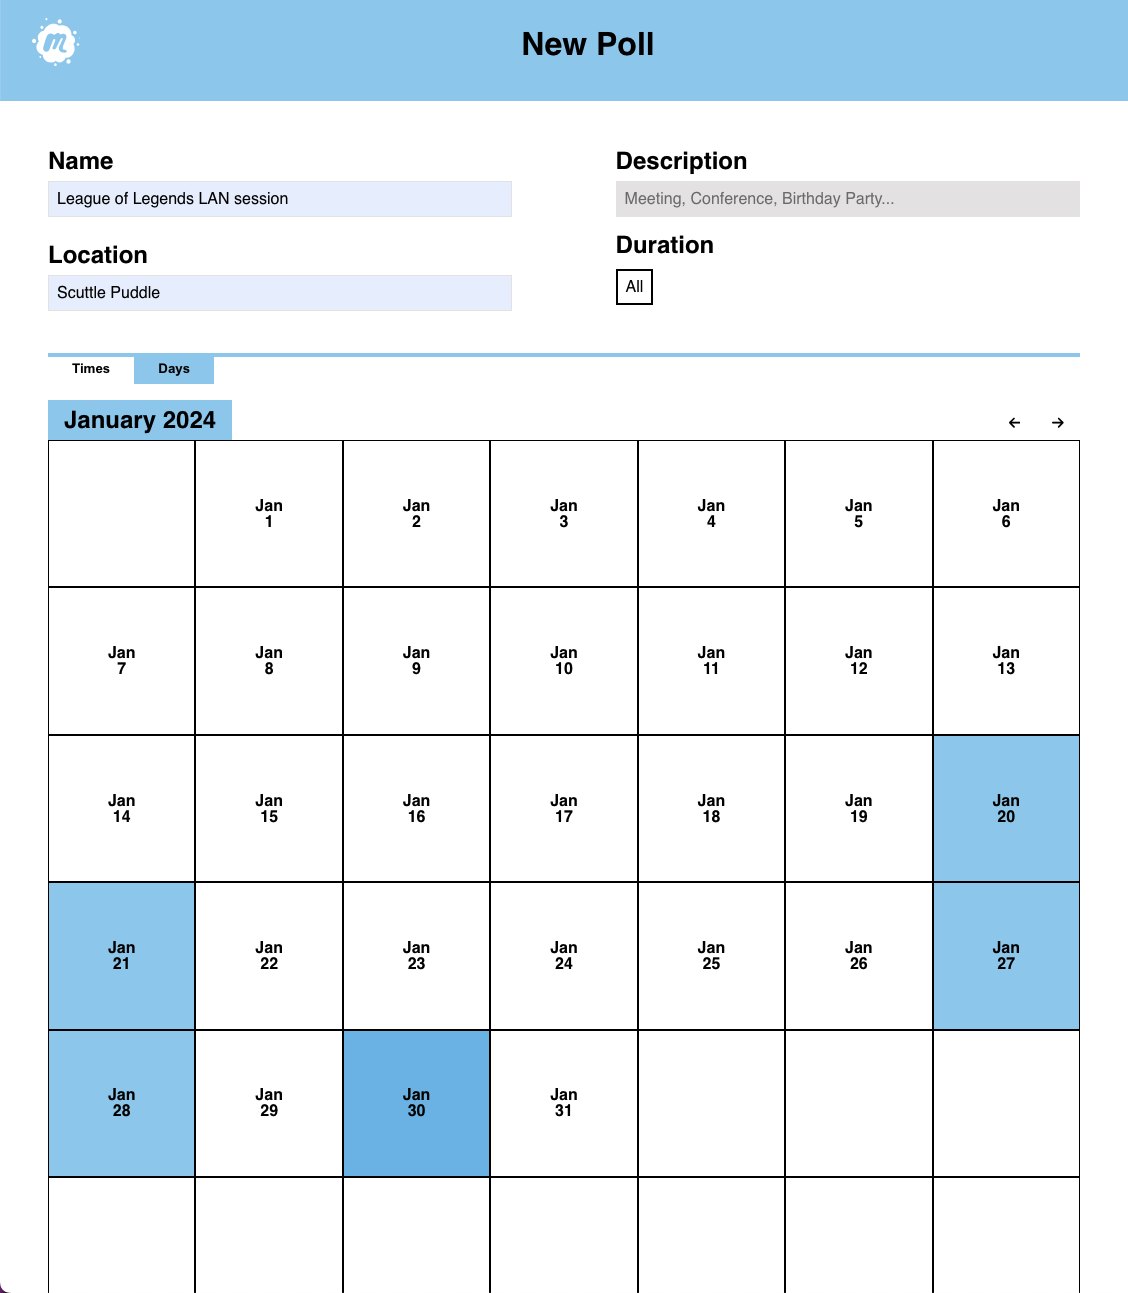 m
New Poll
Name
League of Legends LAN session
Description
Meeting, Conference, Birthday Party...
Location
Scuttle Puddle
Duration
All
Times
Days
January 2024
← →
Jan
1
Jan
2
Jan
3
Jan
4
Jan
5
Jan
6
Jan
7
Jan
8
Jan
9
Jan
10
Jan
11
Jan
12
Jan
13
Jan
14
Jan
15
Jan
16
Jan
17
Jan
18
Jan
19
Jan
20
Jan
21
Jan
22
Jan
23
Jan
24
Jan
25
Jan
26
Jan
27
Jan
28
Jan
29
Jan
30
Jan
31